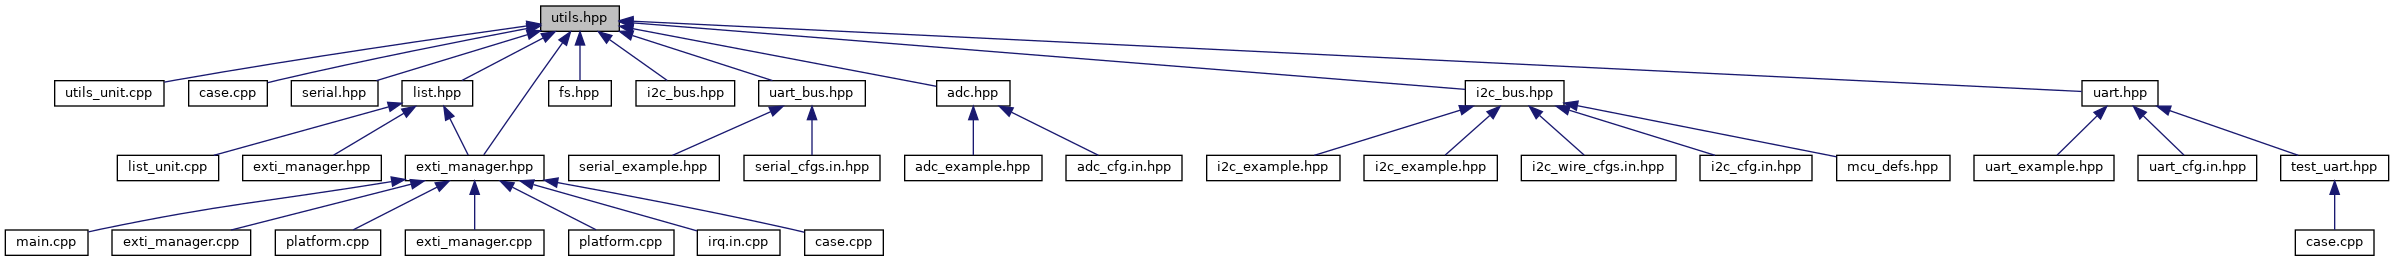 utils.hpp
utils_unit.cpp
case.cpp
serial.hpp
list.hpp
fs.hpp
i2c_bus.hpp
uart_bus.hpp
adc.hpp
i2c_bus.hpp
uart.hpp
list_unit.cpp
exti_manager.hpp
exti_manager.hpp
serial_example.hpp
serial_cfgs.in.hpp
adc_example.hpp
adc_cfg.in.hpp
i2c_example.hpp
i2c_example.hpp
i2c_wire_cfgs.in.hpp
i2c_cfg.in.hpp
mcu_defs.hpp
uart_example.hpp
uart_cfg.in.hpp
test_uart.hpp
main.cpp
exti_manager.cpp
platform.cpp
exti_manager.cpp
platform.cpp
irq.in.cpp
case.cpp
case.cpp